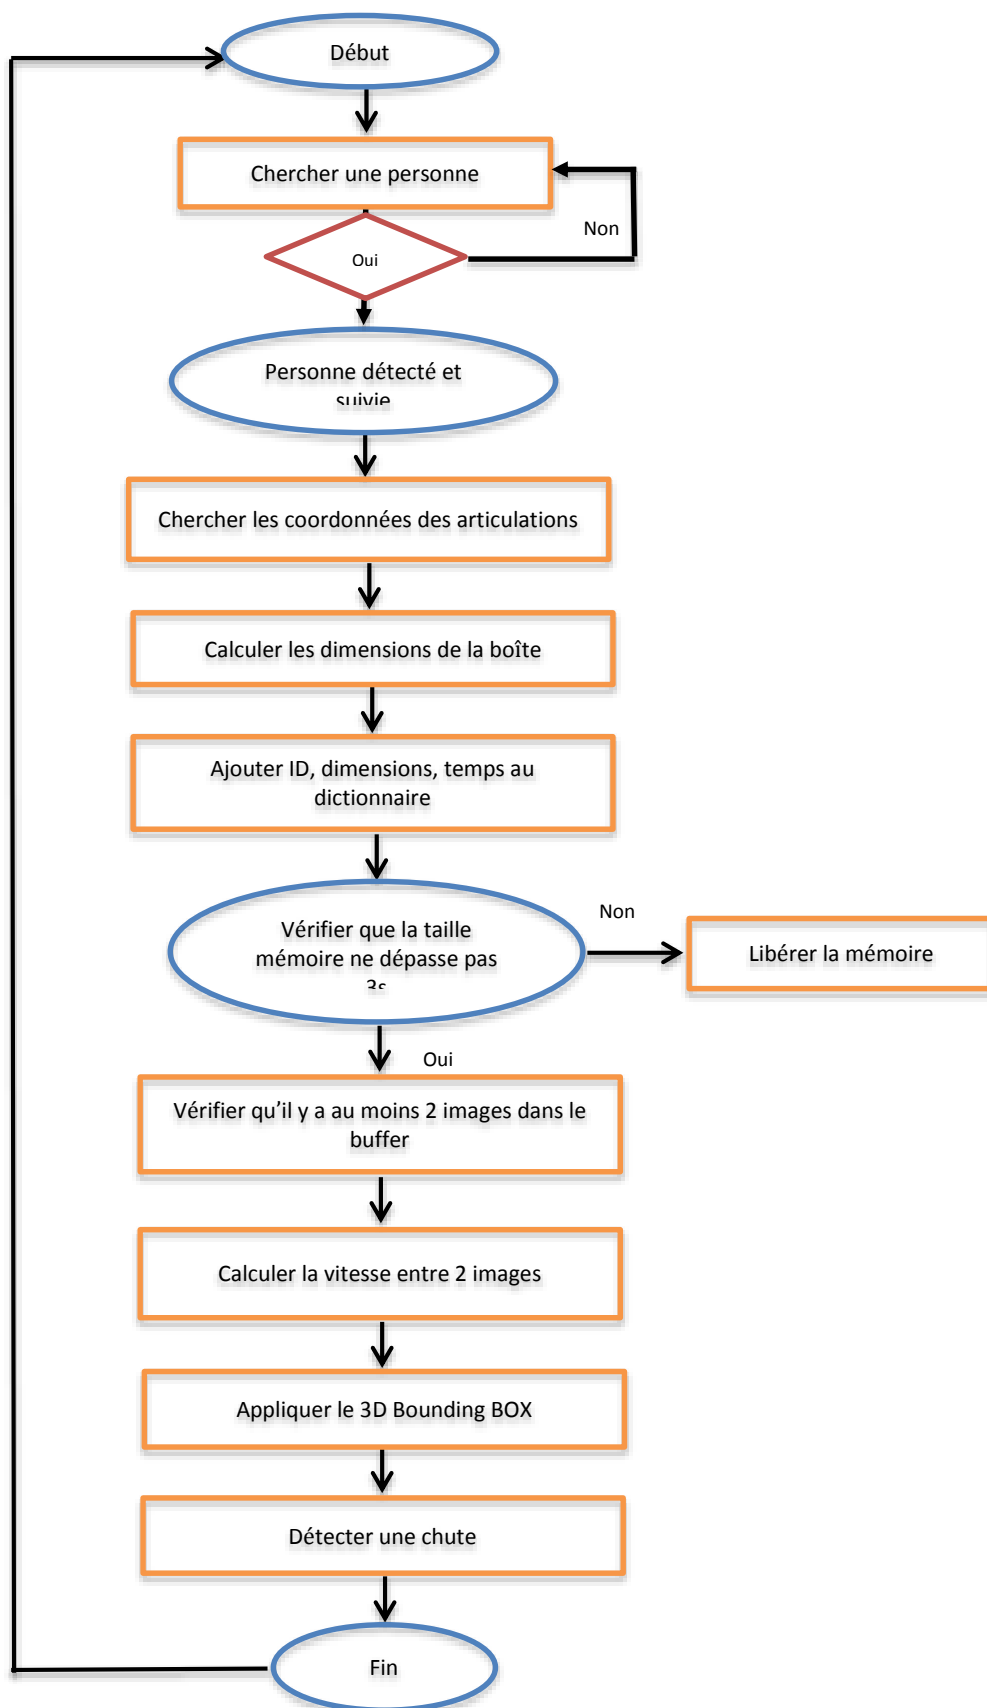 Début
Chercher une personne
Non
Oui
Personne détecté et
suivie
Chercher les coordonnées des articulations
Calculer les dimensions de la boîte
Ajouter ID, dimensions, temps au
dictionnaire
Vérifier que la taille
mémoire ne dépasse pas
3s
Non
Libérer la mémoire
Oui
Vérifier qu’il y a au moins 2 images dans le
buffer
Calculer la vitesse entre 2 images
Appliquer le 3D Bounding BOX
Détecter une chute
Fin